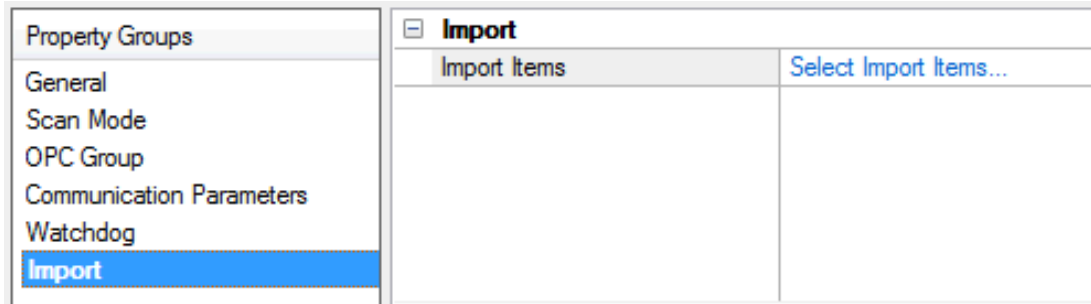 Property Groups
General
Scan Mode
OPC Group
Communication Parameters
Watchdog
Import
Import
Import Items
Select Import Items...